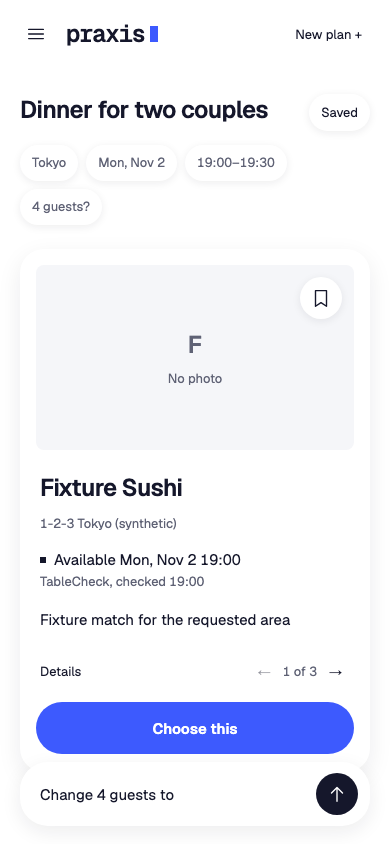 praxis
New plan +
Dinner for two couples
Saved
Tokyo
Mon, Nov 2
19:00–19:30
4 guests?
F
No photo
Fixture Sushi
1-2-3 Tokyo (synthetic)
Available Mon, Nov 2 19:00
TableCheck, checked 19:00
Fixture match for the requested area
Details
← 1 of 3 →
Choose this
Change 4 guests to